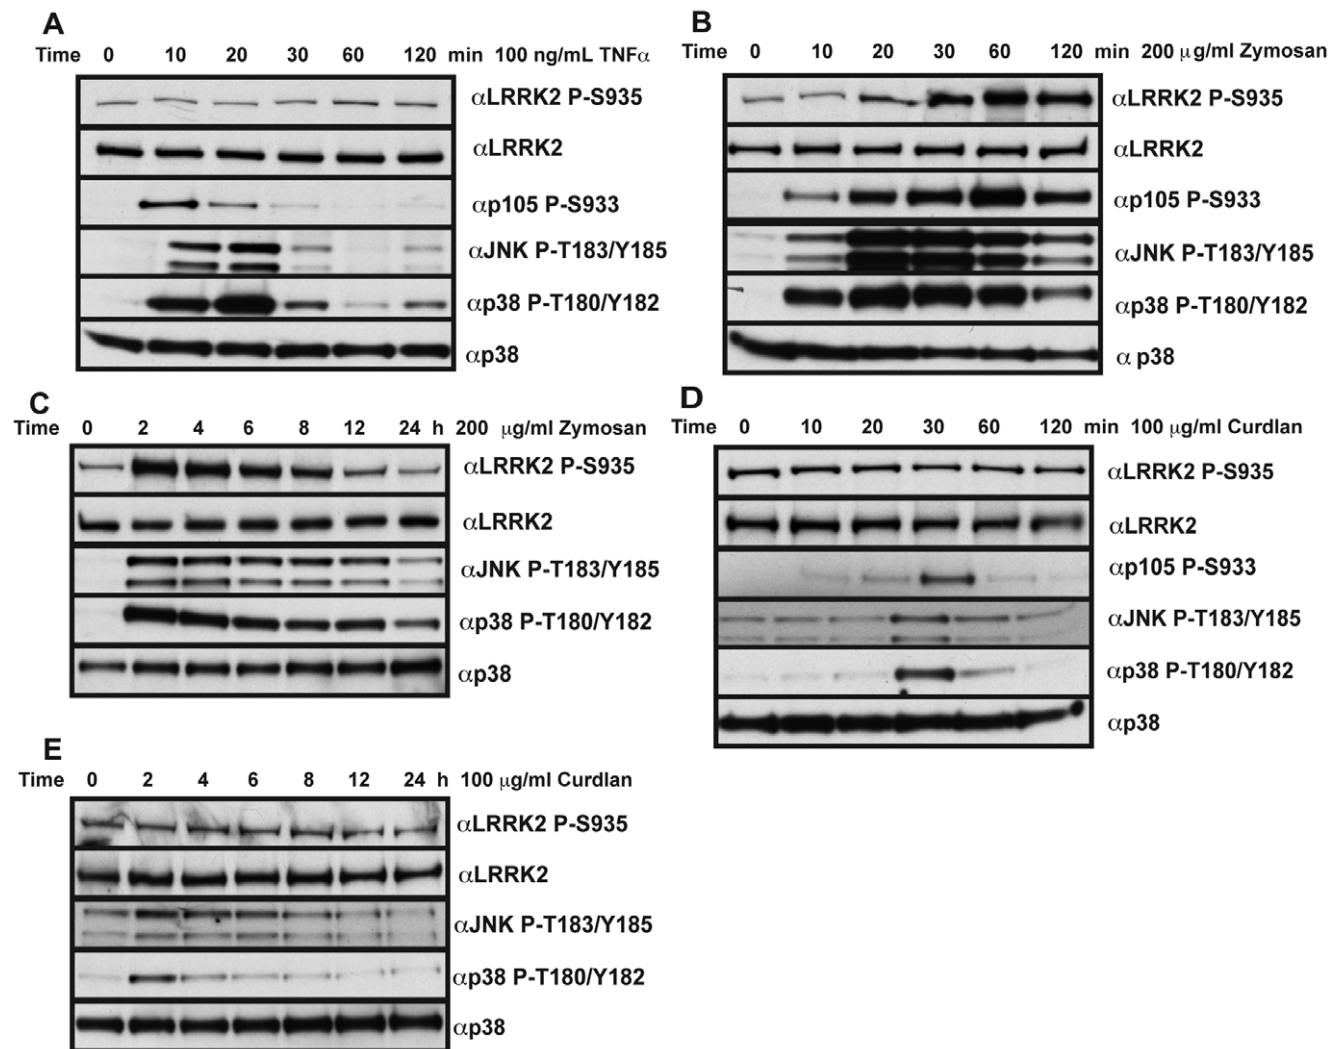 A
Time 0 10 20 30 60 120 min 100 ng/mL TNFα
αLRRK2 P-S935
αLRRK2
αp105 P-S933
αJNK P-T183/Y185
αp38 P-T180/Y182
αp38
B
Time 0 10 20 30 60 120 min 200 μg/ml Zymosan
αLRRK2 P-S935
αLRRK2
αp105 P-S933
αJNK P-T183/Y185
αp38 P-T180/Y182
α p38
C
Time 0 2 4 6 8 12 24 h 200 μg/ml Zymosan
αLRRK2 P-S935
αLRRK2
αJNK P-T183/Y185
αp38 P-T180/Y182
αp38
D
Time 0 10 20 30 60 120 min 100 μg/ml Curdlan
αLRRK2 P-S935
αLRRK2
αp105 P-S933
αJNK P-T183/Y185
αp38 P-T180/Y182
αp38
E
Time 0 2 4 6 8 12 24 h 100 μg/ml Curdlan
αLRRK2 P-S935
αLRRK2
αJNK P-T183/Y185
αp38 P-T180/Y182
αp38